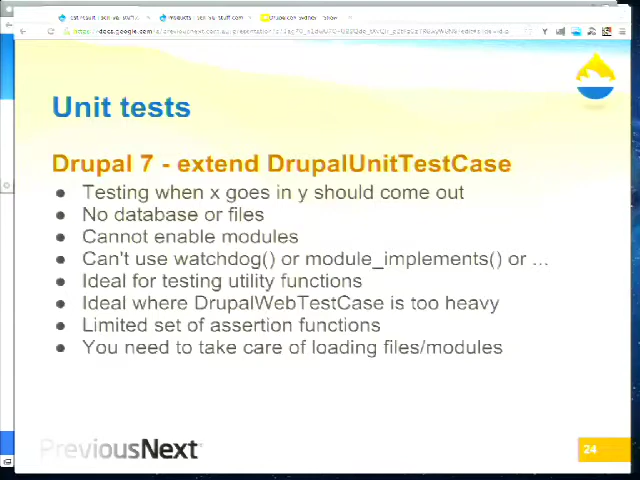 Unit tests
Drupal 7 - extend DrupalUnitTestCase
● Testing when x goes in y should come out
● No database or files
● Cannot enable modules
● Can't use watchdog() or module_implements() or ...
● Ideal for testing utility functions
● Ideal where DrupalWebTestCase is too heavy
● Limited set of assertion functions
● You need to take care of loading files/modules
PreviousNext
24